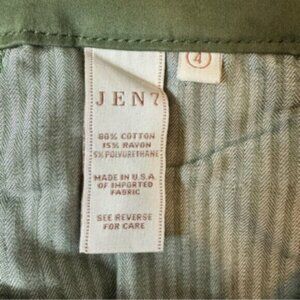 JEN7
4
80% COTTON
15% RAYON
5% POLYURETHANE
MADE IN U.S.A
OF IMPORTED
FABRIC
SEE REVERSE
FOR CARE